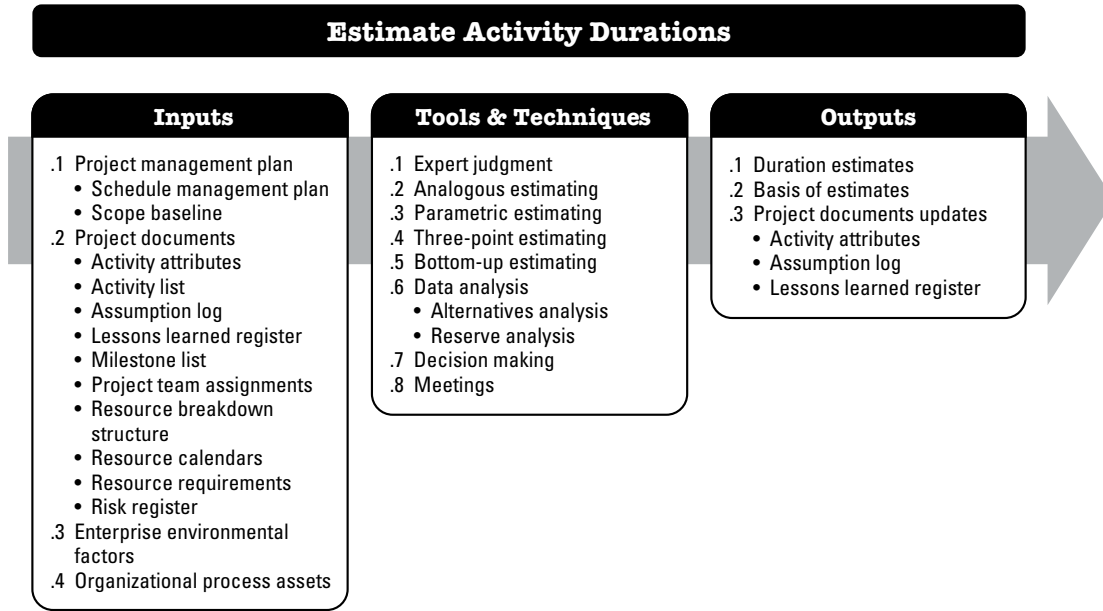 Estimate Activity Durations
Inputs
.1 Project management plan
• Schedule management plan
• Scope baseline
.2 Project documents
• Activity attributes
• Activity list
• Assumption log
• Lessons learned register
• Milestone list
• Project team assignments
• Resource breakdown
structure
• Resource calendars
• Resource requirements
• Risk register
.3 Enterprise environmental
factors
.4 Organizational process assets
Tools & Techniques
.1 Expert judgment
.2 Analogous estimating
.3 Parametric estimating
.4 Three-point estimating
.5 Bottom-up estimating
.6 Data analysis
• Alternatives analysis
• Reserve analysis
.7 Decision making
.8 Meetings
Outputs
.1 Duration estimates
.2 Basis of estimates
.3 Project documents updates
• Activity attributes
• Assumption log
• Lessons learned register